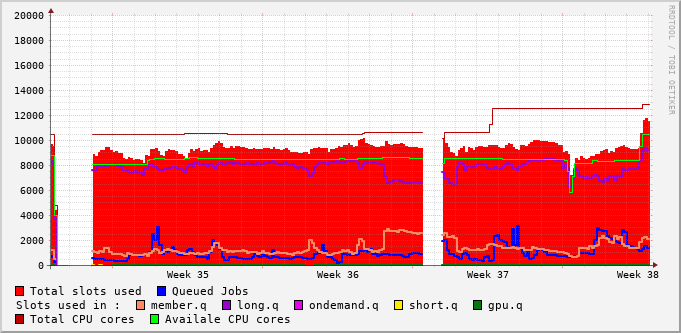 20000
18000
16000
14000
12000
10000
8000
6000
4000
2000
0
Week 35 Week 36 Week 37 Week 38
RRDTOOL / TOBI OETIKER
Total slots used Queued Jobs
Slots used in : member.q long.q ondemand.q short.q gpu.q
Total CPU cores Availale CPU cores